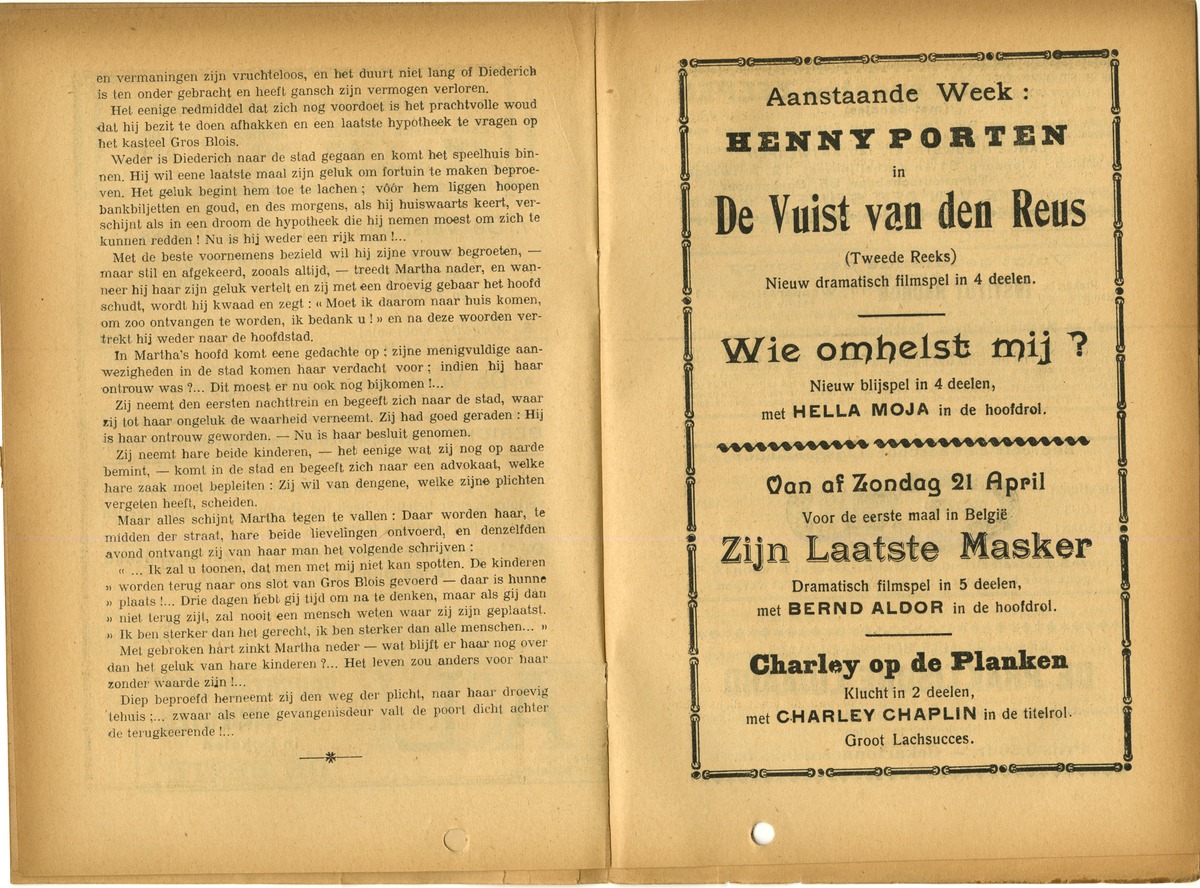 en vermaningen zijn vruchteloos, en het duurt niet lang of Diederich
is ten onder gebracht en heeft gansch zijn vermogen verloren.
Het eenige redmiddel dat zich nog voordoet is het prachtvolle woud
dat hij bezit te doen afhakken en een laatste hypotheek te vragen op
het kasteel Gros Blois.
Weder is Diederich naar de stad gegaan en komt het speelhuis bin-
nen. Hij wil eene laatste maal zijn geluk om fortuin te maken beproe-
ven. Het geluk begint hem toe te lachen ; vôôr hem liggen hoopen
bankbiljetten en goud, en des morgens, als hij huiswaarts keert, ver-
schijnt als in een droom de hypotheek die hij nemen moest om zich te
kunnen redden ! Nu is hij weder een rijk man !...
Met de beste voornemens bezield wil hij zijne vrouw begroeten, —
maar stil en afgekeerd, zooals altijd, — treedt Martha nader, en wan-
neer hij haar zijn geluk vertelt en zij met een droevig gebaar het hoofd
schudt, wordt hij kwaad en zegt : « Moet ik daarom naar huis komen,
om zoo ontvangen te worden, ik bedank u ! » en na deze woorden ver-
trekt hij weder naar de hoofdstad.
In Martha's hoofd komt eene gedachte op : zijne menigvuldige aan-
wezigheden in de stad komen haar verdacht voor ; indien hij haar
ontrouw was ?... Dit moest er nu ook nog bijkomen !...
Zij neemt den eersten nachttrein en begeeft zich naar de stad, waar
zij tot haar ongeluk de waarheid verneemt. Zij had goed geraden : Hij
is haar ontrouw geworden. — Nu is haar besluit genomen.
Zij neemt hare beide kinderen, — het eenige wat zij nog op aarde
bemint, — komt in de stad en begeeft zich naar een advokaat, welke
hare zaak moet bepleiten : Zij wil van dengene, welke zijne plichten
vergeten heeft, scheiden.
Maar alles schijnt Martha tegen te vallen : Daar worden haar, te
midden der straat, hare beide lievelingen ontvoerd, en denzelfden
avond ontvangt zij van haar man het volgende schrijven :
« ... Ik zal u toonen, dat men met mij niet kan spotten. De kinderen
» worden terug naar ons slot van Gros Blois gevoerd — daar is hunne
» plaats !... Drie dagen hebt gij tijd om na te denken, maar als gij dan
» niet terug zijt, zal nooit een mensch weten waar zij zijn geplaatst.
» Ik ben sterker dan het gerecht, ik ben sterker dan alle menschen... »
Met gebroken hart zinkt Martha neder — wat blijft er haar nog over
dan het geluk van hare kinderen ?... Het leven zou anders voor haar
zonder waarde zijn !...
Diep beproefd herneemt zij den weg der plicht, naar haar droevig
tehuis ;... zwaar als eene gevangenisdeur valt de poort dicht achter
de terugkeerende !...
Aanstaande Week :
HENNY PORTEN
in
De Vuist van den Reus
(Tweede Reeks)
Nieuw dramatisch filmspel in 4 deelen.
Wie omhelst mij ?
Nieuw blijspel in 4 deelen,
met HELLA MOJA in de hoofdrol.
Van af Zondag 21 April
Voor de eerste maal in België
Zijn Laatste Masker
Dramatisch filmspel in 5 deelen,
met BERND ALDOR in de hoofdrol.
Charley op de Planken
Klucht in 2 deelen,
met CHARLEY CHAPLIN in de titelrol.
Groot Lachsucces.